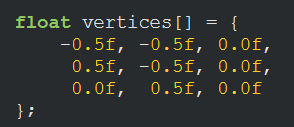 float vertices[] = {
    -0.5f, -0.5f, 0.0f,
     0.5f, -0.5f, 0.0f,
     0.0f,  0.5f, 0.0f
};